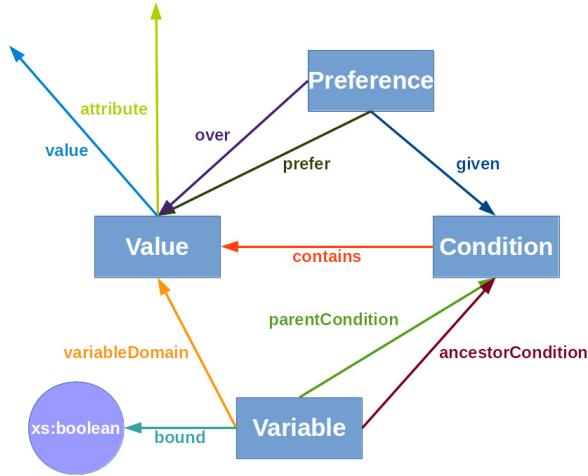 Preference
attribute
over
value
prefer
given
Value
Condition
contains
parentCondition
variableDomain
ancestorCondition
xs:boolean
bound
Variable